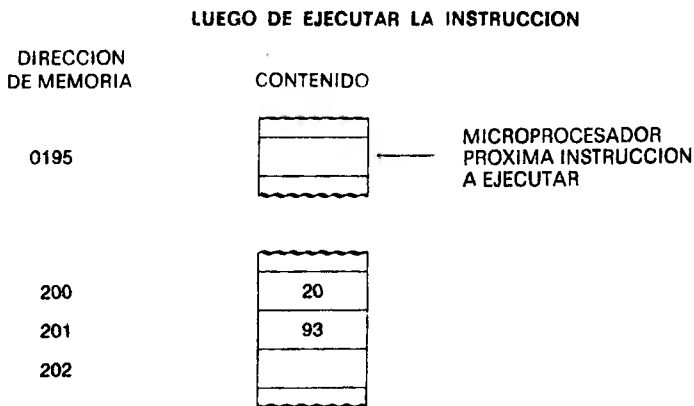 LUEGO DE EJECUTAR LA INSTRUCCION
DIRECCION
DE MEMORIA
CONTENIDO
0195
MICROPROCESADOR
PROXIMA INSTRUCCION
A EJECUTAR
200
20
201
93
202